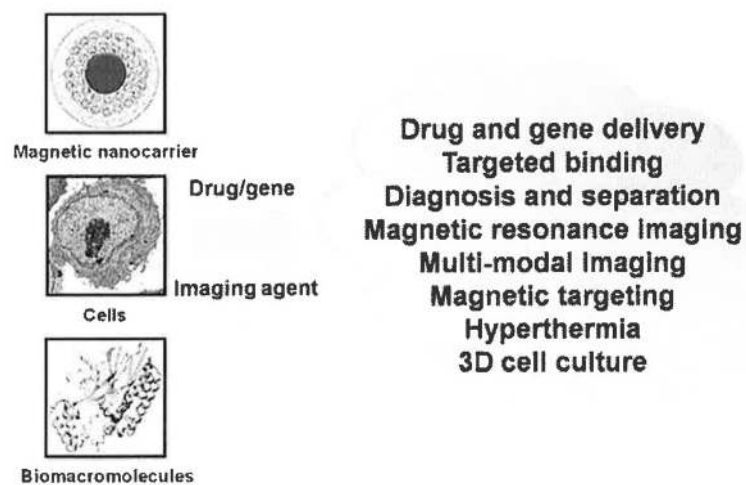 Magnetic nanocarrier
Drug/gene
Imaging agent
Cells
Biomacromolecules
Drug and gene delivery
Targeted binding
Diagnosis and separation
Magnetic resonance imaging
Multi-modal imaging
Magnetic targeting
Hyperthermia
3D cell culture